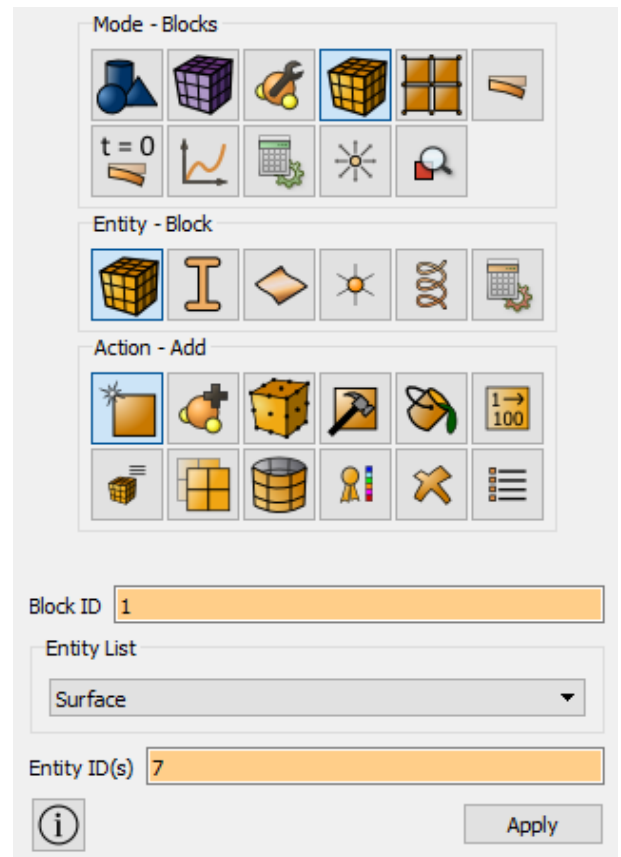 Mode - Blocks
t = 0
Entity - Block
Action - Add
1→
100
Block ID 1
Entity List
Surface
Entity ID(s) 7
i
Apply